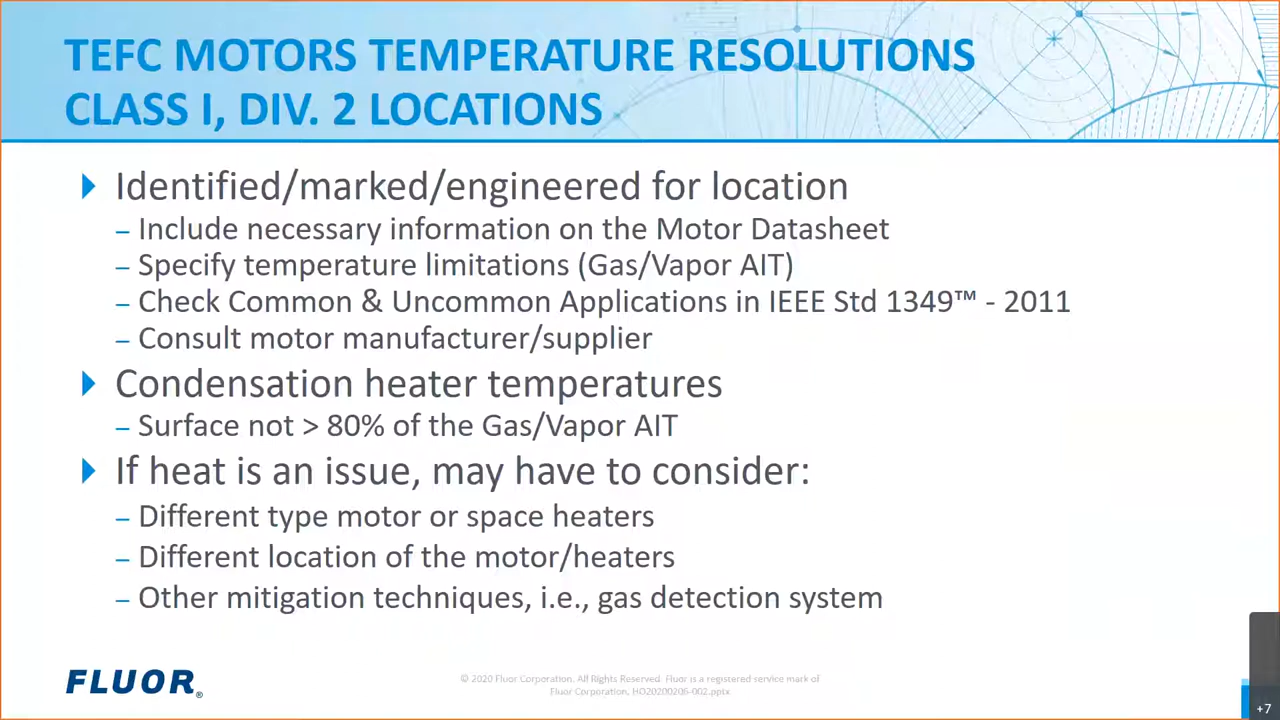 TEFC MOTORS TEMPERATURE RESOLUTIONS
CLASS I, DIV. 2 LOCATIONS
Identified/marked/engineered for location
– Include necessary information on the Motor Datasheet
– Specify temperature limitations (Gas/Vapor AIT)
– Check Common & Uncommon Applications in IEEE Std 1349™ - 2011
– Consult motor manufacturer/supplier
Condensation heater temperatures
– Surface not > 80% of the Gas/Vapor AIT
If heat is an issue, may have to consider:
– Different type motor or space heaters
– Different location of the motor/heaters
– Other mitigation techniques, i.e., gas detection system
FLUOR®
© 2020 Fluor Corporation. All Rights Reserved. Fluor is a registered service mark of
Fluor Corporation, HO20200206-002.pptx
+7